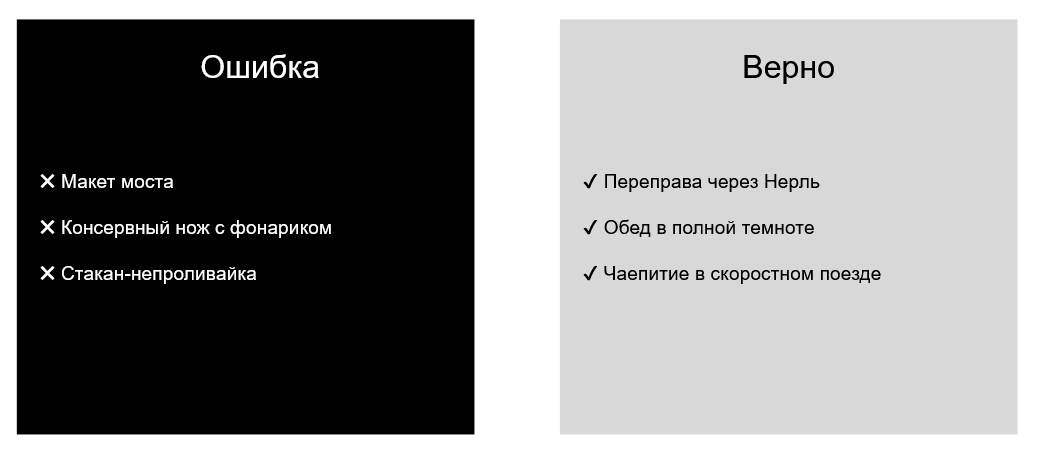 Ошибка
❌ Макет моста
❌ Консервный нож с фонариком
❌ Стакан-непроливайка
Верно
✓ Переправа через Нерль
✓ Обед в полной темноте
✓ Чаепитие в скоростном поезде